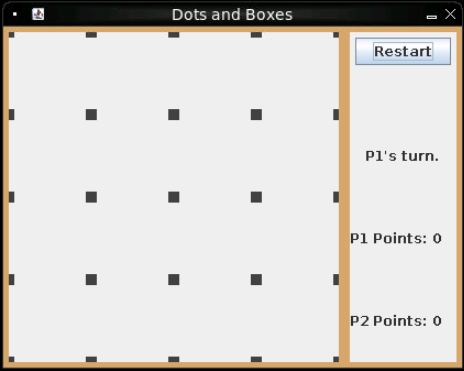 Dots and Boxes
Restart
P1's turn.
P1 Points: 0
P2 Points: 0